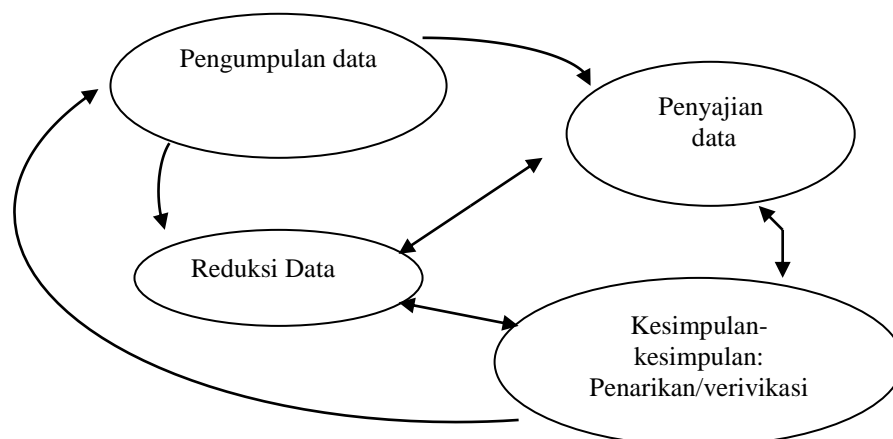 Pengumpulan data
Penyajian
data
Reduksi Data
Kesimpulan-
kesimpulan:
Penarikan/verivikasi